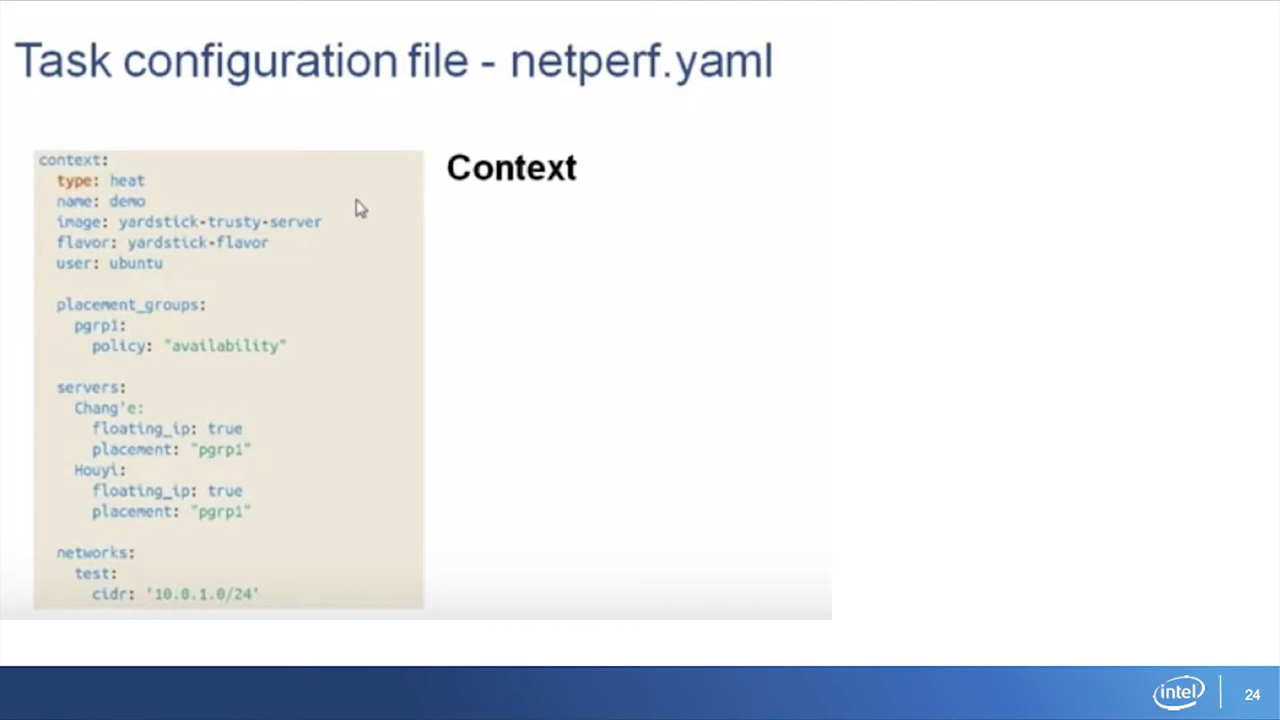 Task configuration file - netperf.yaml
context:
type: heat
name: demo
image: yardstick-trusty-server
flavor: yardstick-flavor
user: ubuntu
placement_groups:
pgrp1:
policy: "availability"
servers:
Chang'e:
floating_ip: true
placement: "pgrp1"
Houyi:
floating_ip: true
placement: "pgrp1"
networks:
test:
cidr: '10.0.1.0/24'
Context
intel
24